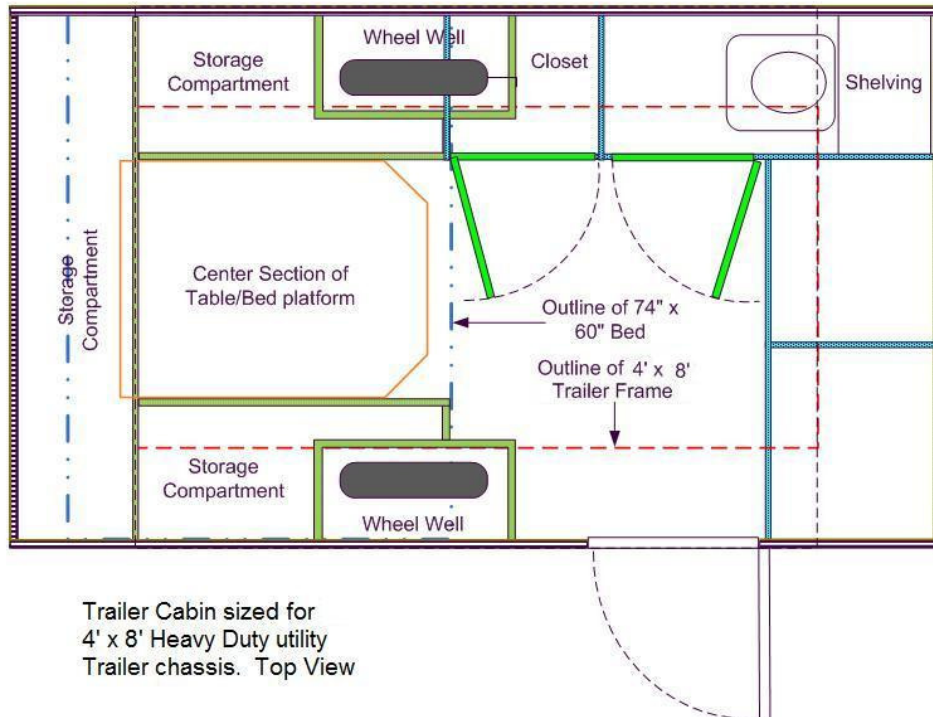 Wheel Well
Storage
Compartment
Closet
Shelving
Storage
Compartment
Center Section of
Table/Bed platform
Outline of 74" x
60" Bed
Outline of 4' x 8'
Trailer Frame
Storage
Compartment
Wheel Well
Trailer Cabin sized for
4' x 8' Heavy Duty utility
Trailer chassis.  Top View